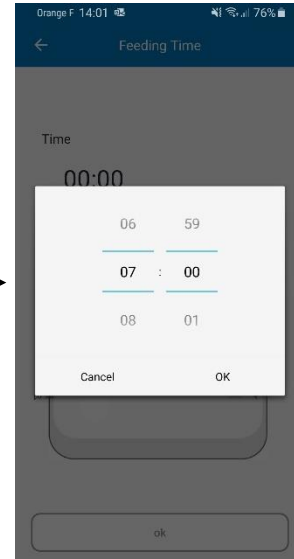 Orange F 14:01 76%
Feeding Time
Time
00:00
06 59
07 : 00
08 01
Cancel OK
ok